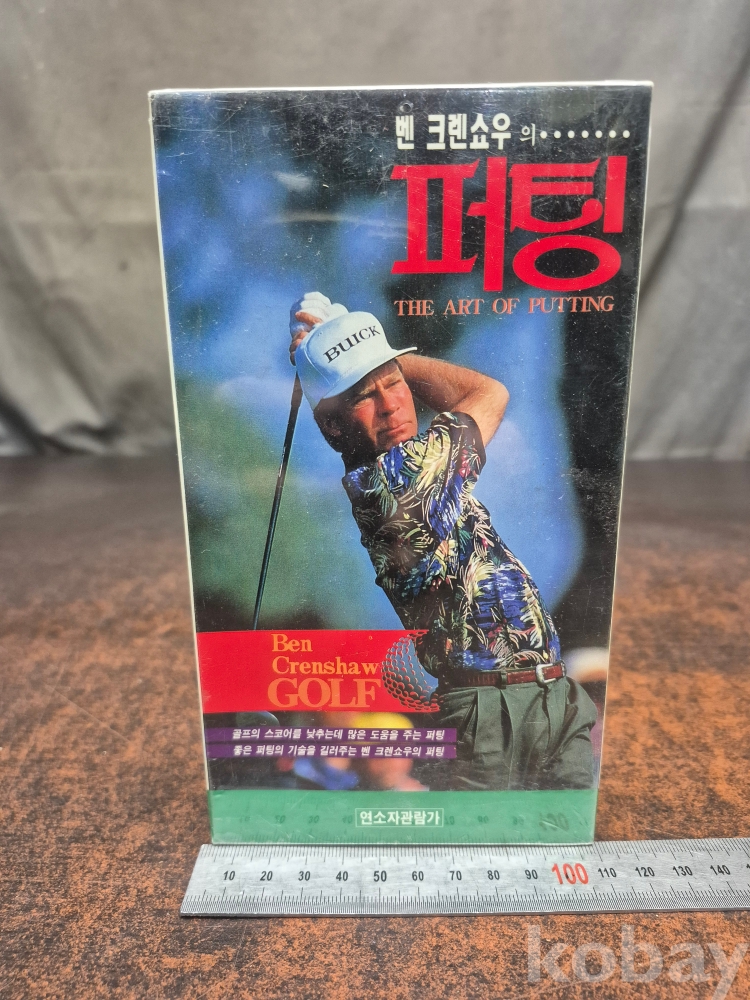 벤 크렌쇼우 의·······
퍼팅
THE ART OF PUTTING
BUICK
Ben
Crenshaw
GOLF
골프의 스코어를 낮추는데 많은 도움을 주는 퍼팅
좋은 퍼팅의 기술을 길러주는 벤 크렌쇼우의 퍼팅
연소자관람가
10 20 30 40 50 60 70 80 90 100 110 120 130 140
kobay